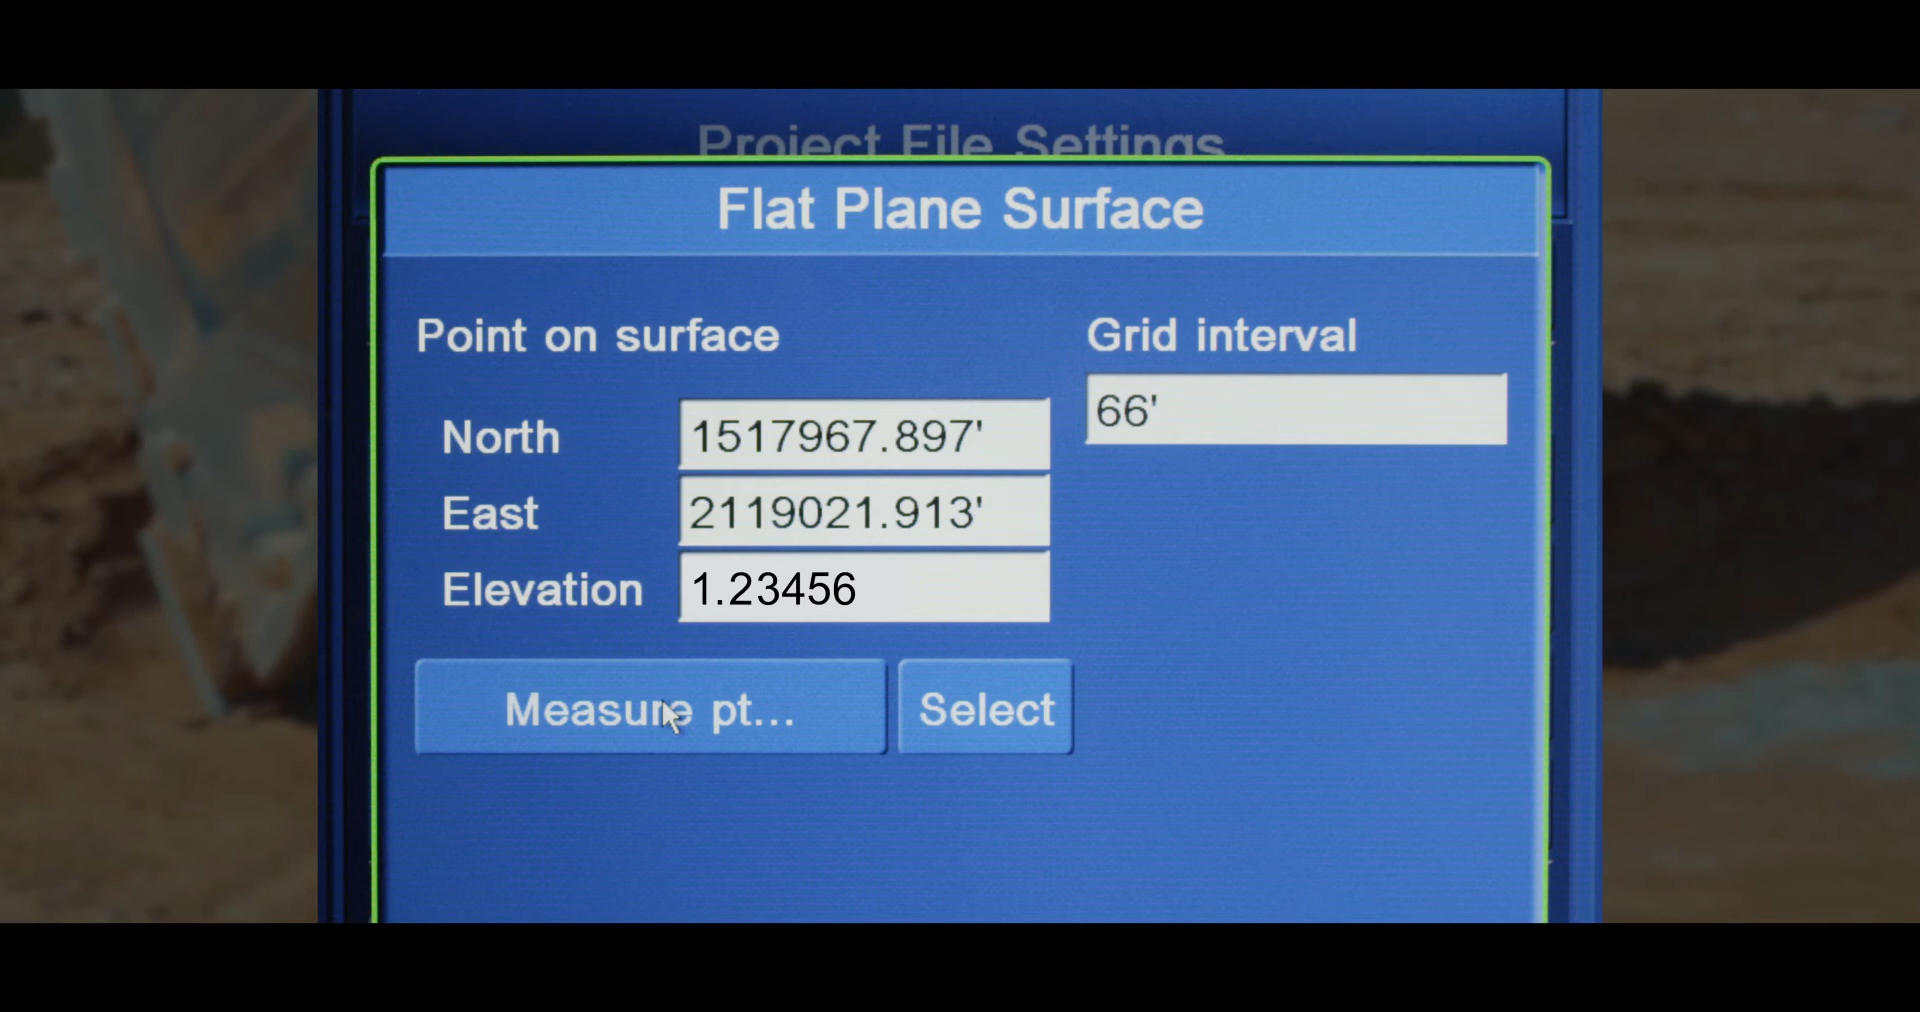 Project File Settings
Flat Plane Surface
Point on surface
Grid interval
66'
North 1517967.897'
East 2119021.913'
Elevation 1.23456
Measure pt...
Select